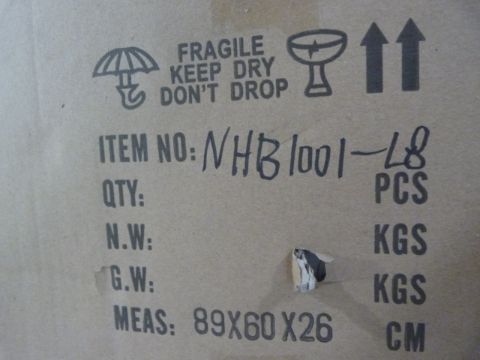 FRAGILE
KEEP DRY
DON'T DROP
ITEM NO: NHB1001-L8
QTY: PCS
N.W: KGS
G.W: KGS
MEAS: 89X60X26 CM